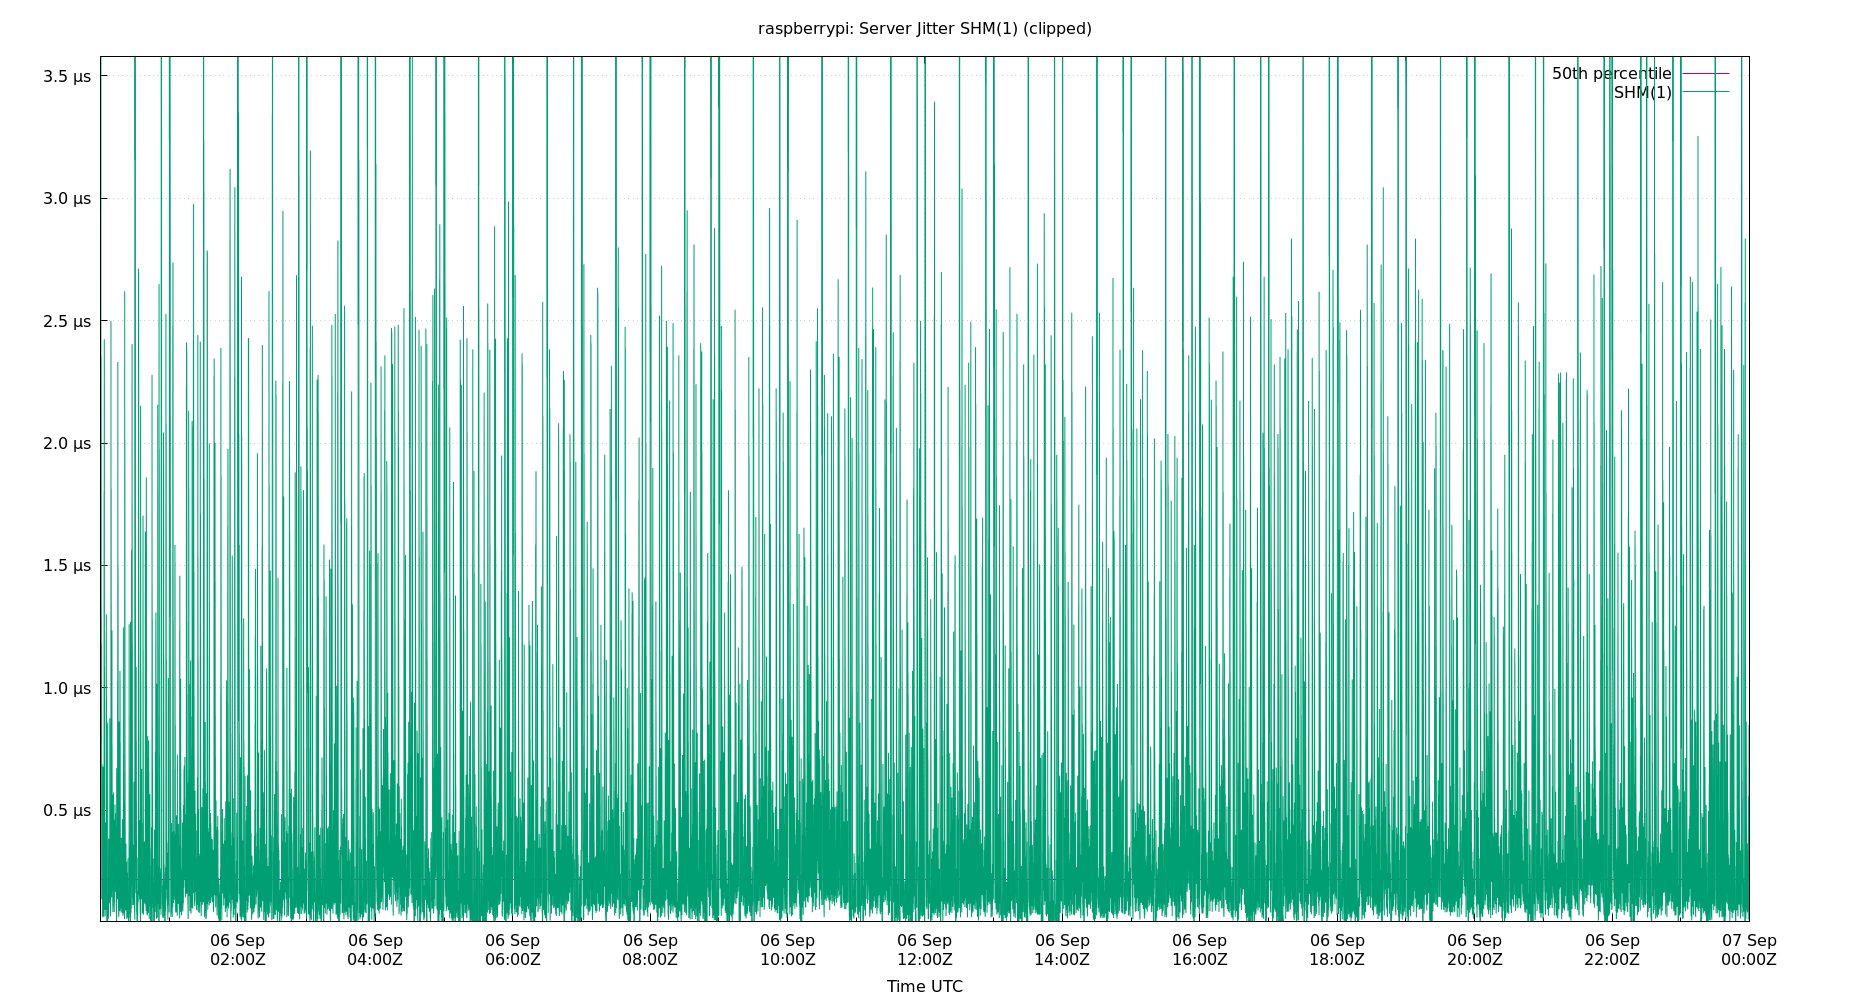 raspberrypi: Server Jitter SHM(1) (clipped)
3.5 µs
50th percentile
SHM(1)
3.0 µs
2.5 µs
2.0 µs
1.5 µs
1.0 µs
0.5 µs
06 Sep 06 Sep 06 Sep 06 Sep 06 Sep 06 Sep 06 Sep 06 Sep 06 Sep 06 Sep 06 Sep 07 Sep
02:00Z 04:00Z 06:00Z 08:00Z 10:00Z 12:00Z 14:00Z 16:00Z 18:00Z 20:00Z 22:00Z 00:00Z
Time UTC